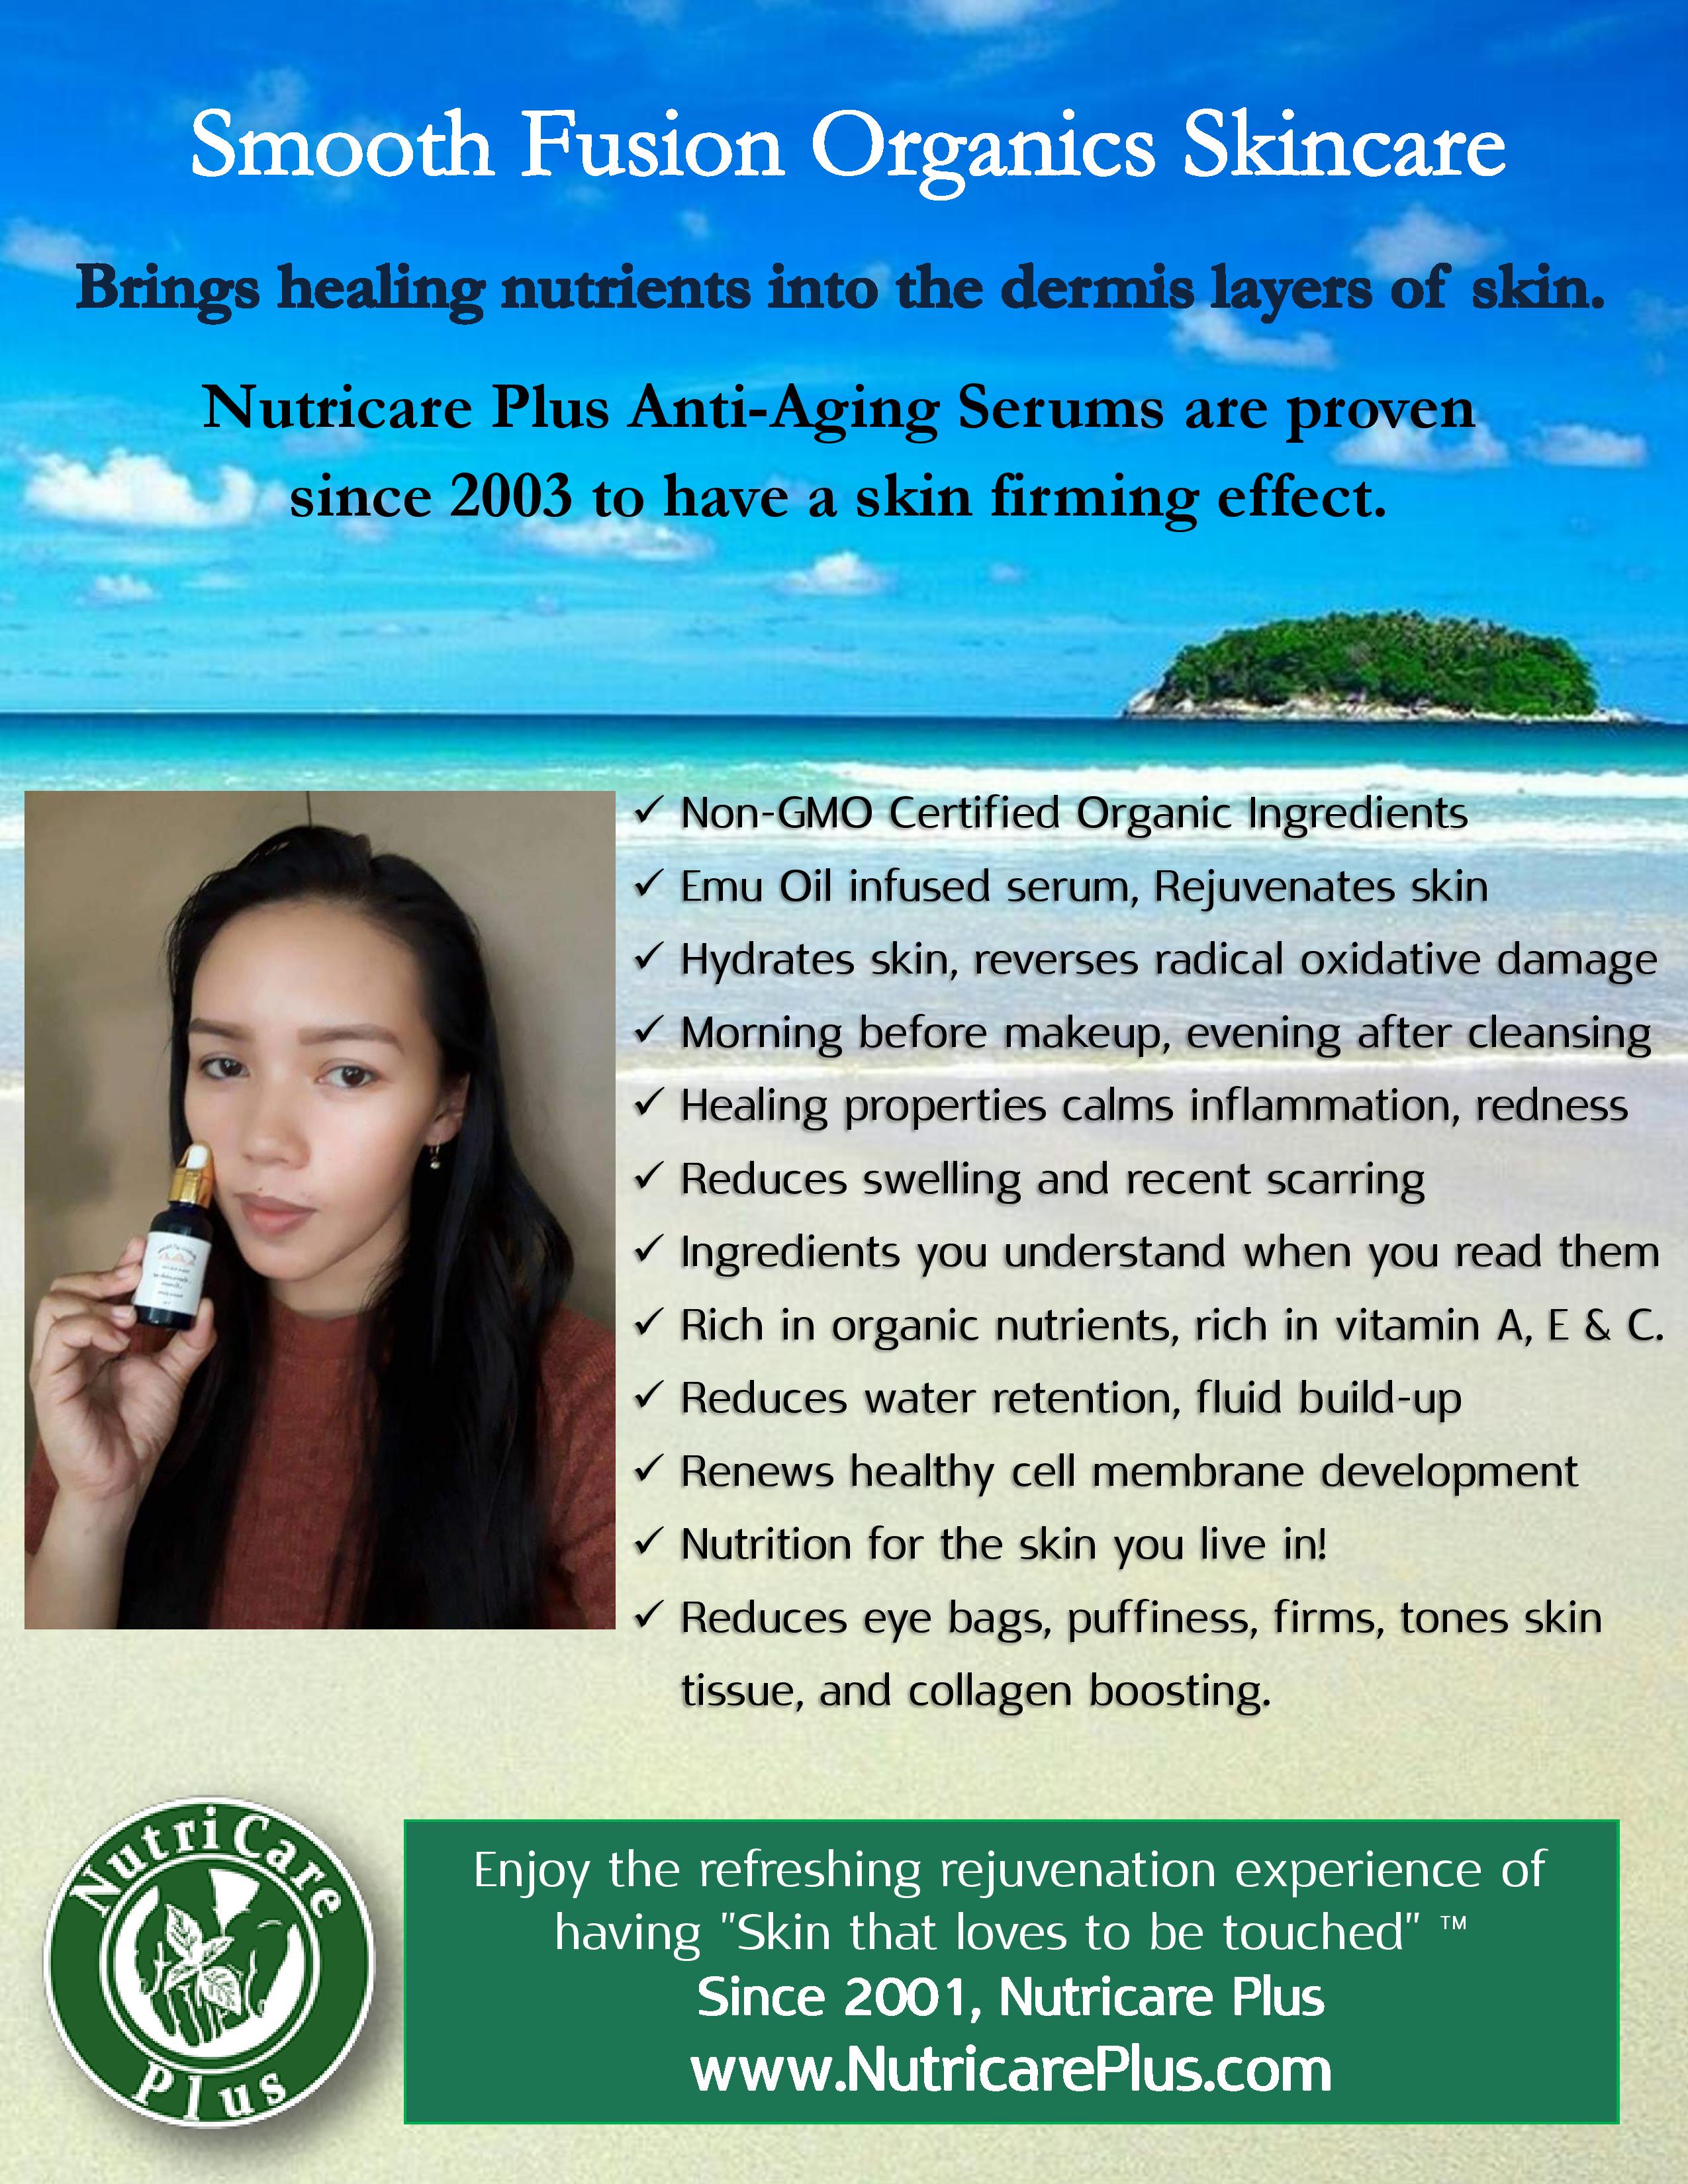 Smooth Fusion Organics Skincare
Brings healing nutrients into the dermis layers of skin.
Nutricare Plus Anti-Aging Serums are proven
since 2003 to have a skin firming effect.
✓ Non-GMO Certified Organic Ingredients
✓ Emu Oil infused serum, Rejuvenates skin
✓ Hydrates skin, reverses radical oxidative damage
✓ Morning before makeup, evening after cleansing
✓ Healing properties calms inflammation, redness
✓ Reduces swelling and recent scarring
✓ Ingredients you understand when you read them
✓ Rich in organic nutrients, rich in vitamin A, E & C.
✓ Reduces water retention, fluid build-up
✓ Renews healthy cell membrane development
✓ Nutrition for the skin you live in!
✓ Reduces eye bags, puffiness, firms, tones skin
tissue, and collagen boosting.
NutriCare
Plus
Enjoy the refreshing rejuvenation experience of
having "Skin that loves to be touched" ™
Since 2001, Nutricare Plus
www.NutricarePlus.com